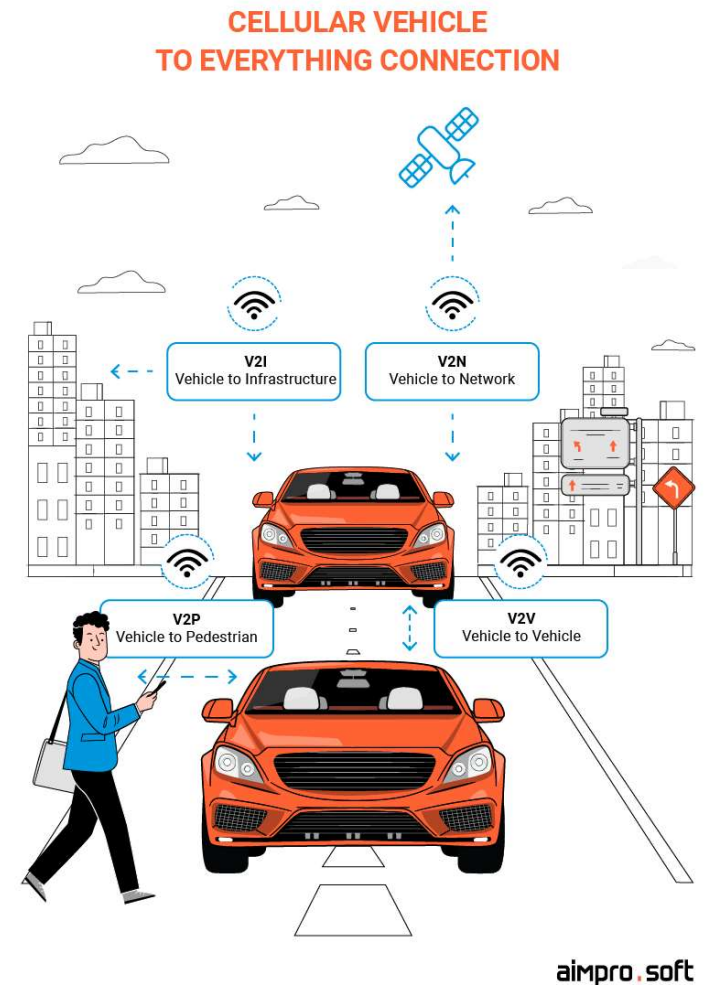 CELLULAR VEHICLE
TO EVERYTHING CONNECTION
V2I
Vehicle to Infrastructure
V2N
Vehicle to Network
V2P
Vehicle to Pedestrian
V2V
Vehicle to Vehicle
aimpro.soft